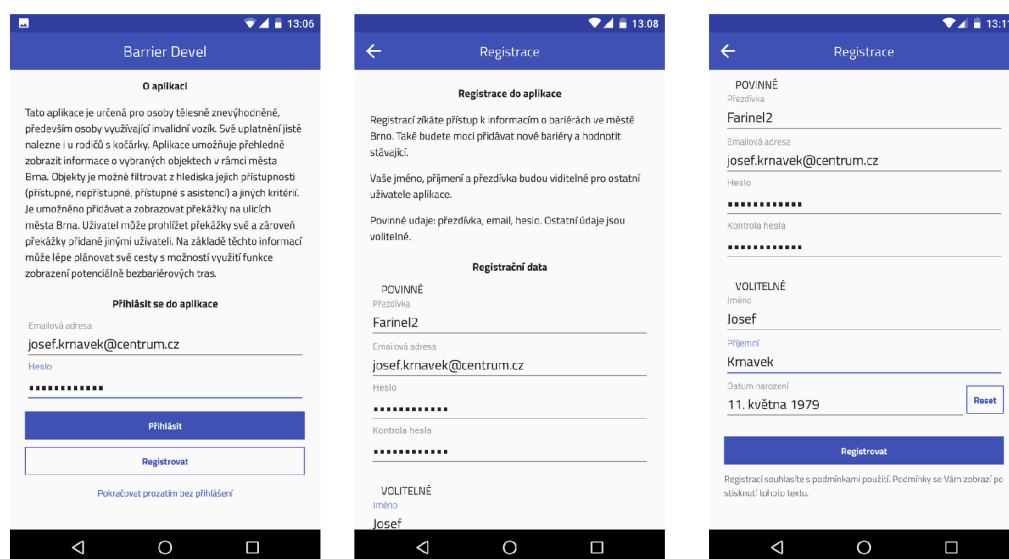 13:06
Barrier Devel
O aplikaci
Tato aplikace je určená pro osoby tělesně znevýhodněné,
především osoby využívající invalidní vozík. Své uplatnění jistě
nalezne i u rodičů s kočárky. Aplikace umožňuje přehledně
zobrazit informace o vybraných objektech v rámci města
Brna. Objekty je možné filtrovat z hlediska jejich přístupnosti
(přístupné, nepřístupné, přístupné s asistencí) a jiných kritérií.
Je umožněno přidávat a zobrazovat překážky na ulicích
města Brna. Uživatel může prohlížet překážky své a zároveň
překážky přidané jinými uživateli. Na základě těchto informací
může lépe plánovat své cesty s možností využití funkce
zobrazení potenciálně bezbariérových tras.
Přihlásit se do aplikace
Emailová adresa
josef.krnavek@centrum.cz
Heslo
Přihlásit
Registrovat
Pokračovat prozatím bez přihlášení
13:08
Registrace
Registrace do aplikace
Registrací získáte přístup k informacím o bariérách ve městě
Brno. Také budete moci přidávat nové bariéry a hodnotit
stávající.
Vaše jméno, příjmení a přezdívka budou viditelné pro ostatní
uživatele aplikace.
Povinné udaje: přezdívka, email, heslo. Ostatní údaje jsou
volitelné.
Registrační data
POVINNÉ
Přezdívka
Farinel2
Emailová adresa
josef.krnavek@centrum.cz
Heslo
Kontrola hesla
VOLITELNÉ
Jméno
Josef
13:11
Registrace
POVINNÉ
Přezdívka
Farinel2
Emailová adresa
josef.krnavek@centrum.cz
Heslo
Kontrola hesla
VOLITELNÉ
Jméno
Josef
Příjemní
Krnavek
Datum narození
11. května 1979
Reset
Registrovat
Registrací souhlasíte s podmínkami použití. Podmínky se Vám zobrazí po
stisknutí tohoto textu.